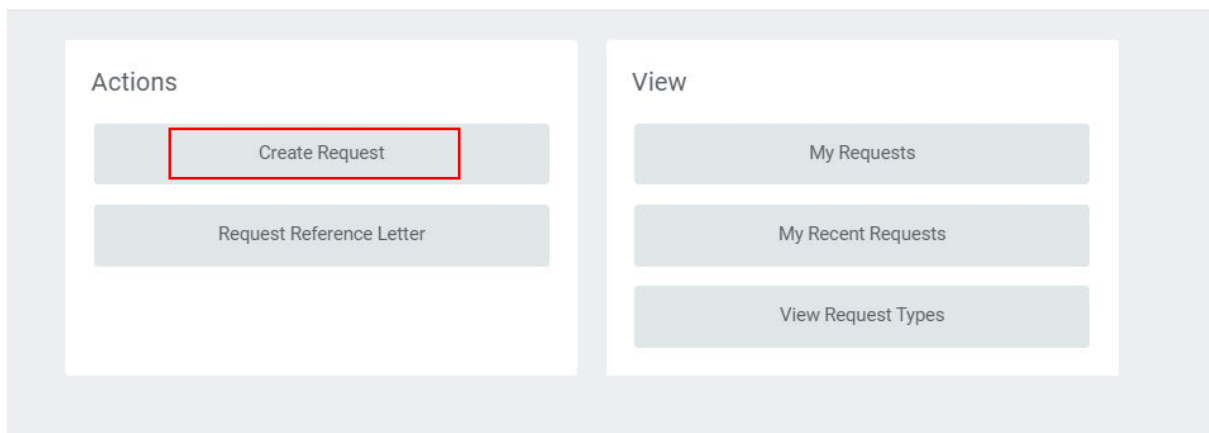 Actions
Create Request
Request Reference Letter
View
My Requests
My Recent Requests
View Request Types